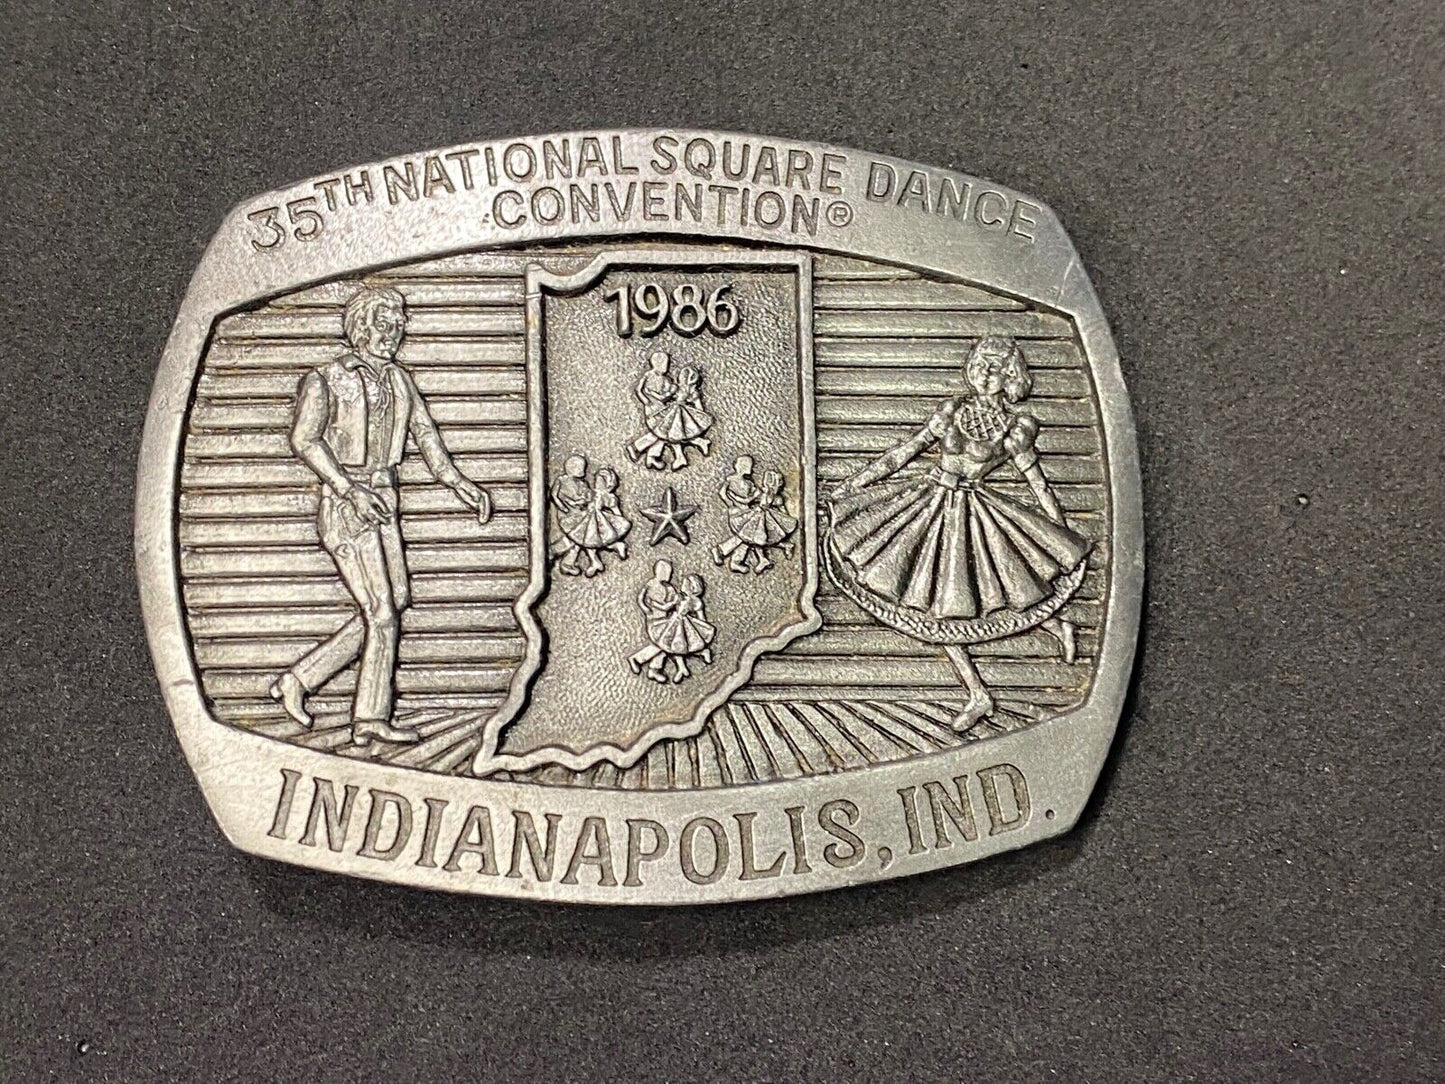 35TH NATIONAL SQUARE DANCE
CONVENTION®
1986
INDIANAPOLIS, IND.